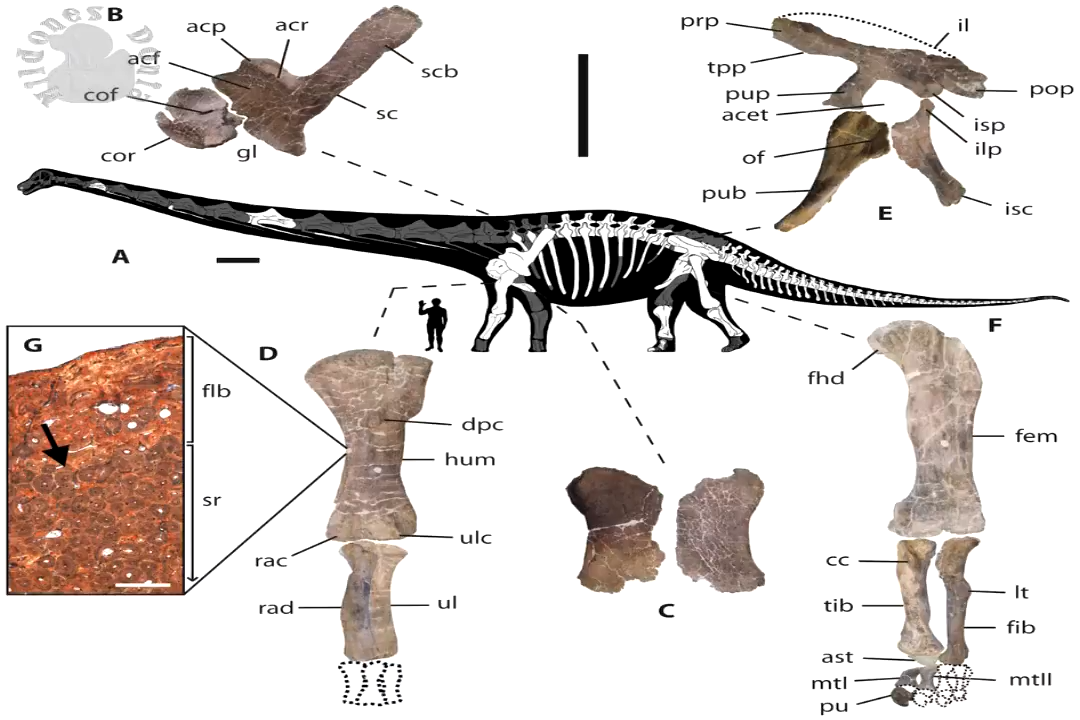 B
acp
acr
acf
cof
scb
sc
cor
gl
prp
il
tpp
pup
pop
acet
isp
ilp
of
pub
isc
E
A
F
G
D
flb
sr
dpc
hum
rac
ulc
rad
ul
C
fhd
fem
cc
lt
tib
fib
ast
mtI
mtII
pu